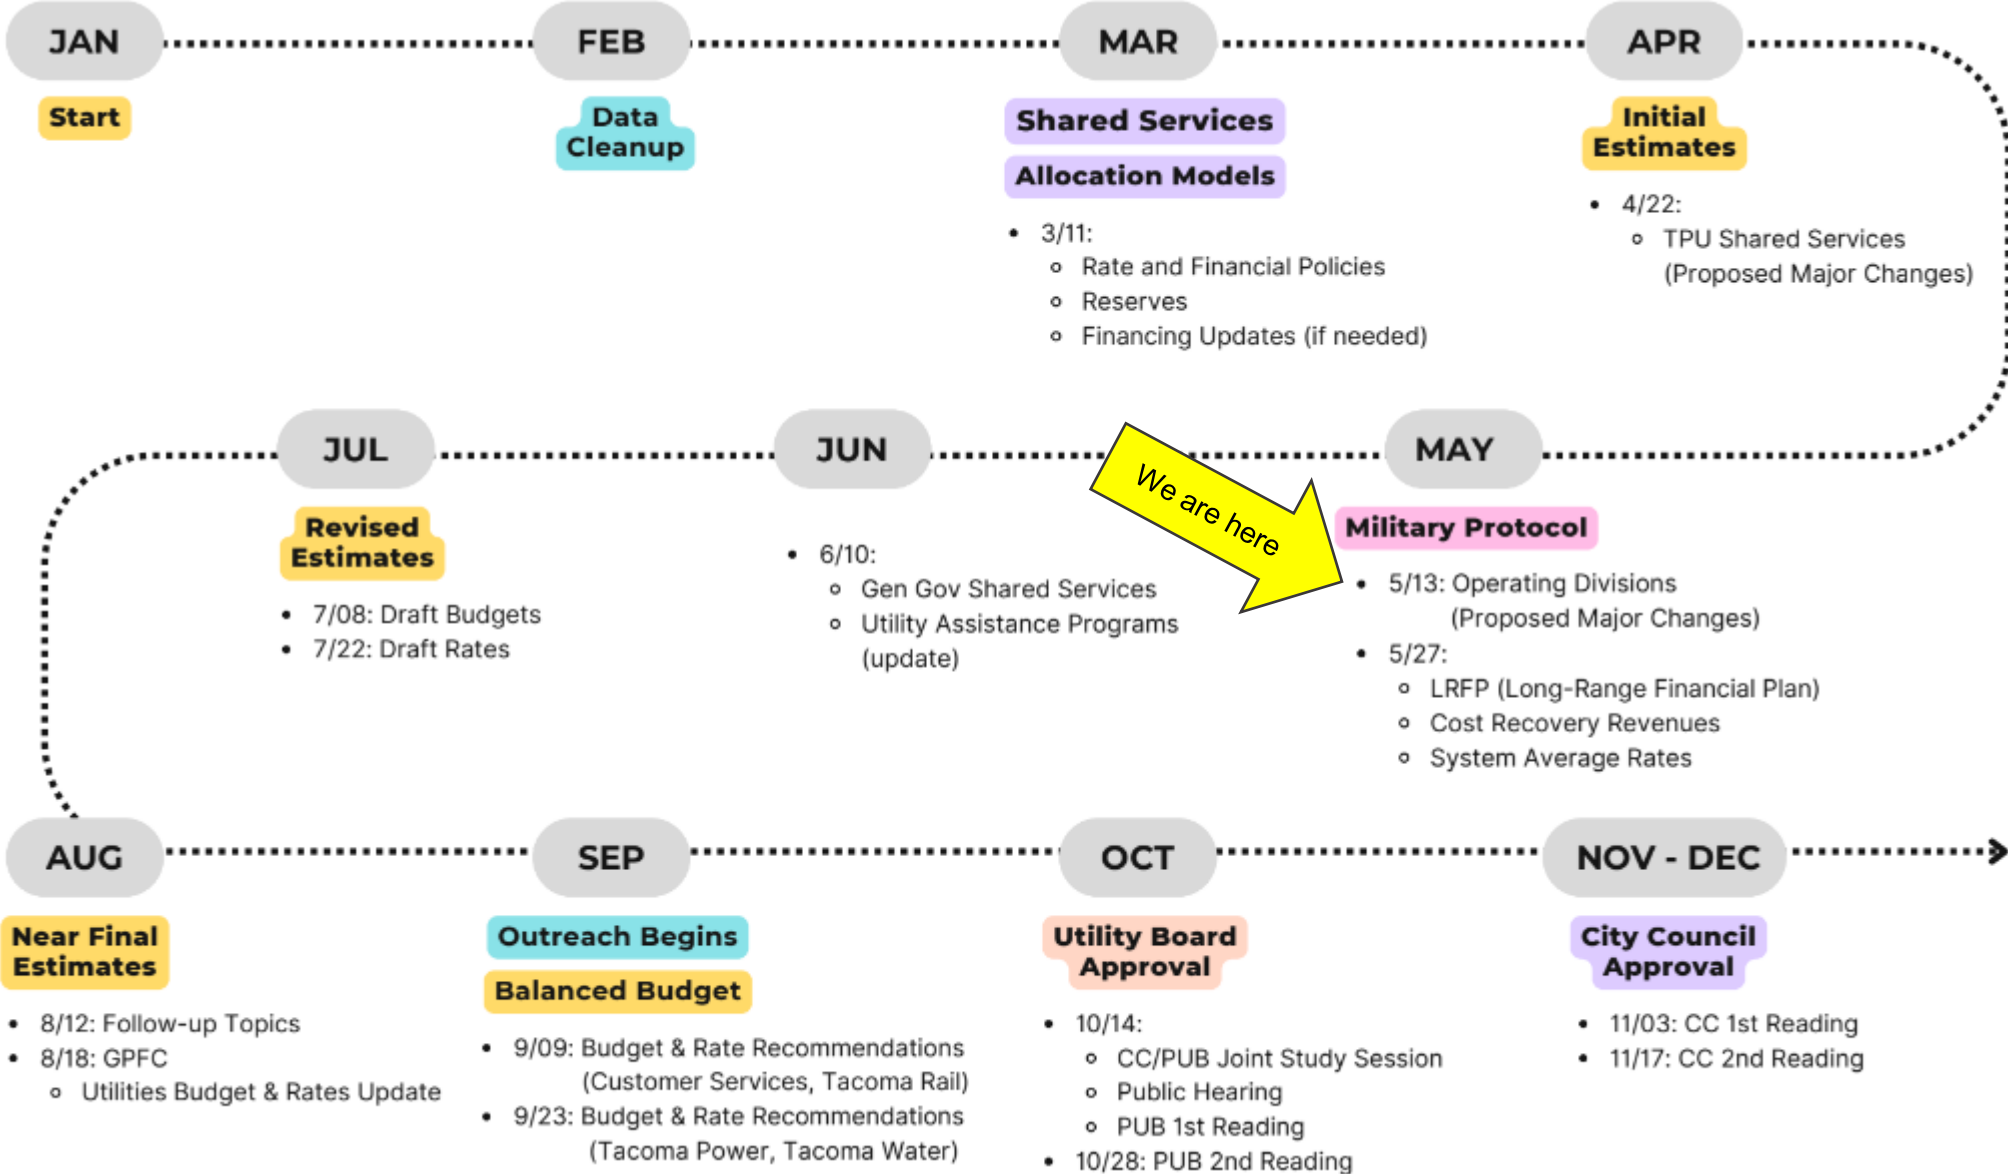 JAN
Start
FEB
Data
Cleanup
MAR
Shared Services
Allocation Models
• 3/11:
Rate and Financial Policies
Reserves
Financing Updates (if needed)
APR
Initial
Estimates
• 4/22:
TPU Shared Services
(Proposed Major Changes)
MAY
We are here
Military Protocol
• 5/13: Operating Divisions
(Proposed Major Changes)
• 5/27:
LRFP (Long-Range Financial Plan)
Cost Recovery Revenues
System Average Rates
JUN
• 6/10:
Gen Gov Shared Services
Utility Assistance Programs
(update)
JUL
Revised
Estimates
• 7/08: Draft Budgets
• 7/22: Draft Rates
AUG
Near Final
Estimates
• 8/12: Follow-up Topics
• 8/18: GPFC
Utilities Budget & Rates Update
SEP
Outreach Begins
Balanced Budget
• 9/09: Budget & Rate Recommendations
(Customer Services, Tacoma Rail)
• 9/23: Budget & Rate Recommendations
(Tacoma Power, Tacoma Water)
OCT
Utility Board
Approval
• 10/14:
CC/PUB Joint Study Session
Public Hearing
PUB 1st Reading
• 10/28: PUB 2nd Reading
NOV - DEC
City Council
Approval
• 11/03: CC 1st Reading
• 11/17: CC 2nd Reading